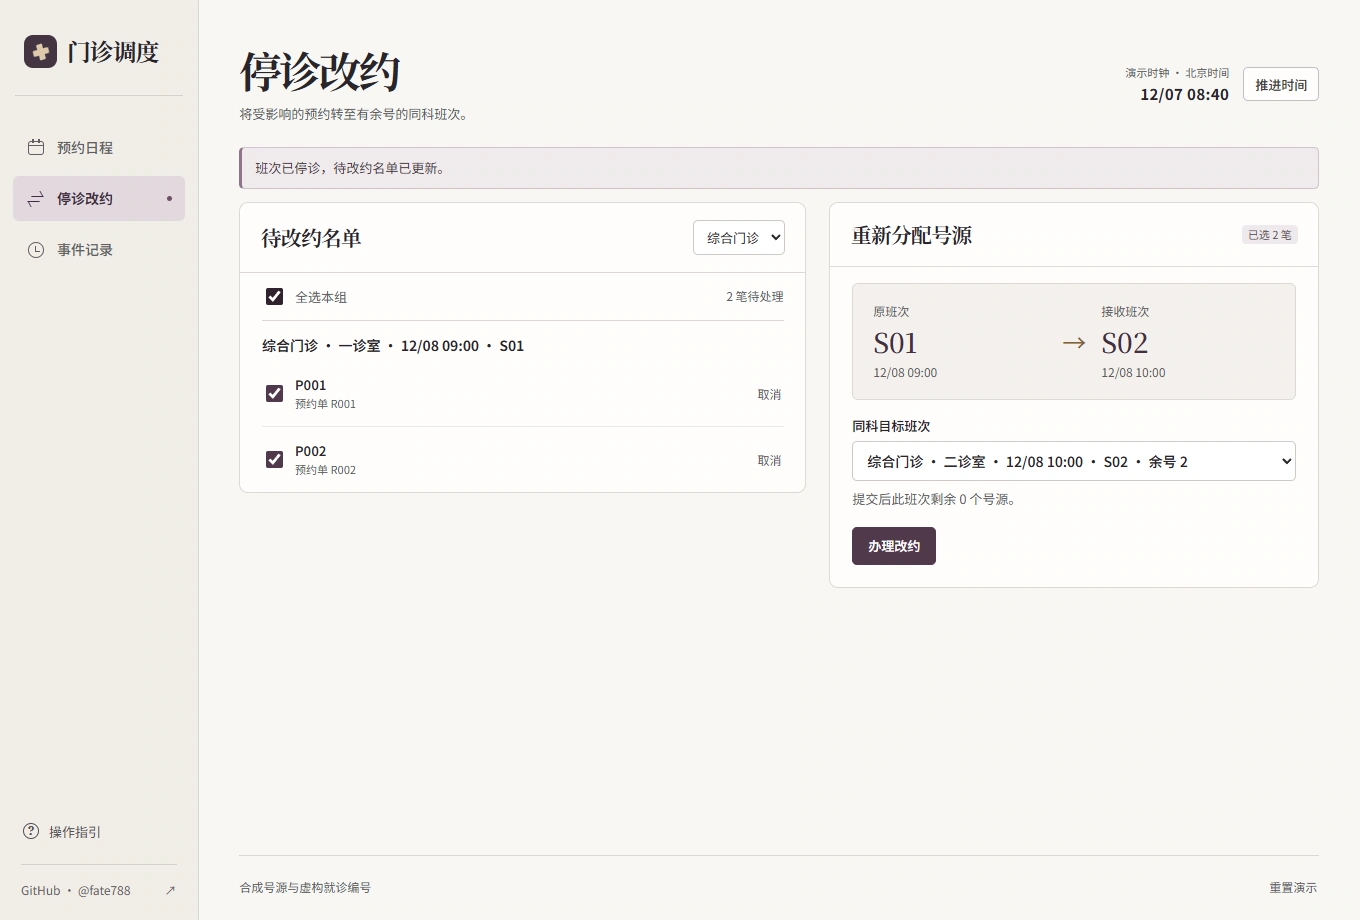 门诊调度
预约日程
停诊改约
事件记录
操作指引
GitHub • @fate788 ↗
停诊改约
将受影响的预约转至有余号的同科班次。
演示时钟 • 北京时间
12/07 08:40
推进时间
班次已停诊，待改约名单已更新。
待改约名单
综合门诊
全选本组
2 笔待处理
综合门诊 • 一诊室 • 12/08 09:00 • S01
P001
预约单 R001
取消
P002
预约单 R002
取消
重新分配号源
已选 2 笔
原班次
S01
12/08 09:00
→
接收班次
S02
12/08 10:00
同科目标班次
综合门诊 • 二诊室 • 12/08 10:00 • S02 • 余号 2
提交后此班次剩余 0 个号源。
办理改约
合成号源与虚构就诊编号
重置演示